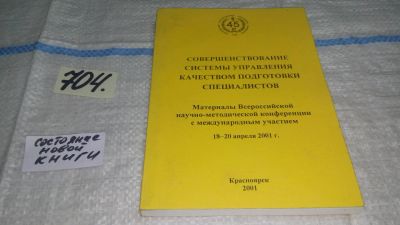 704.
состояние
новой
книги
45
СОВЕРШЕНСТВОВАНИЕ
СИСТЕМЫ УПРАВЛЕНИЯ
КАЧЕСТВОМ ПОДГОТОВКИ
СПЕЦИАЛИСТОВ
Материалы Всероссийской
научно-методической конференции
с международным участием
18–20 апреля 2001 г.
Красноярск
2001